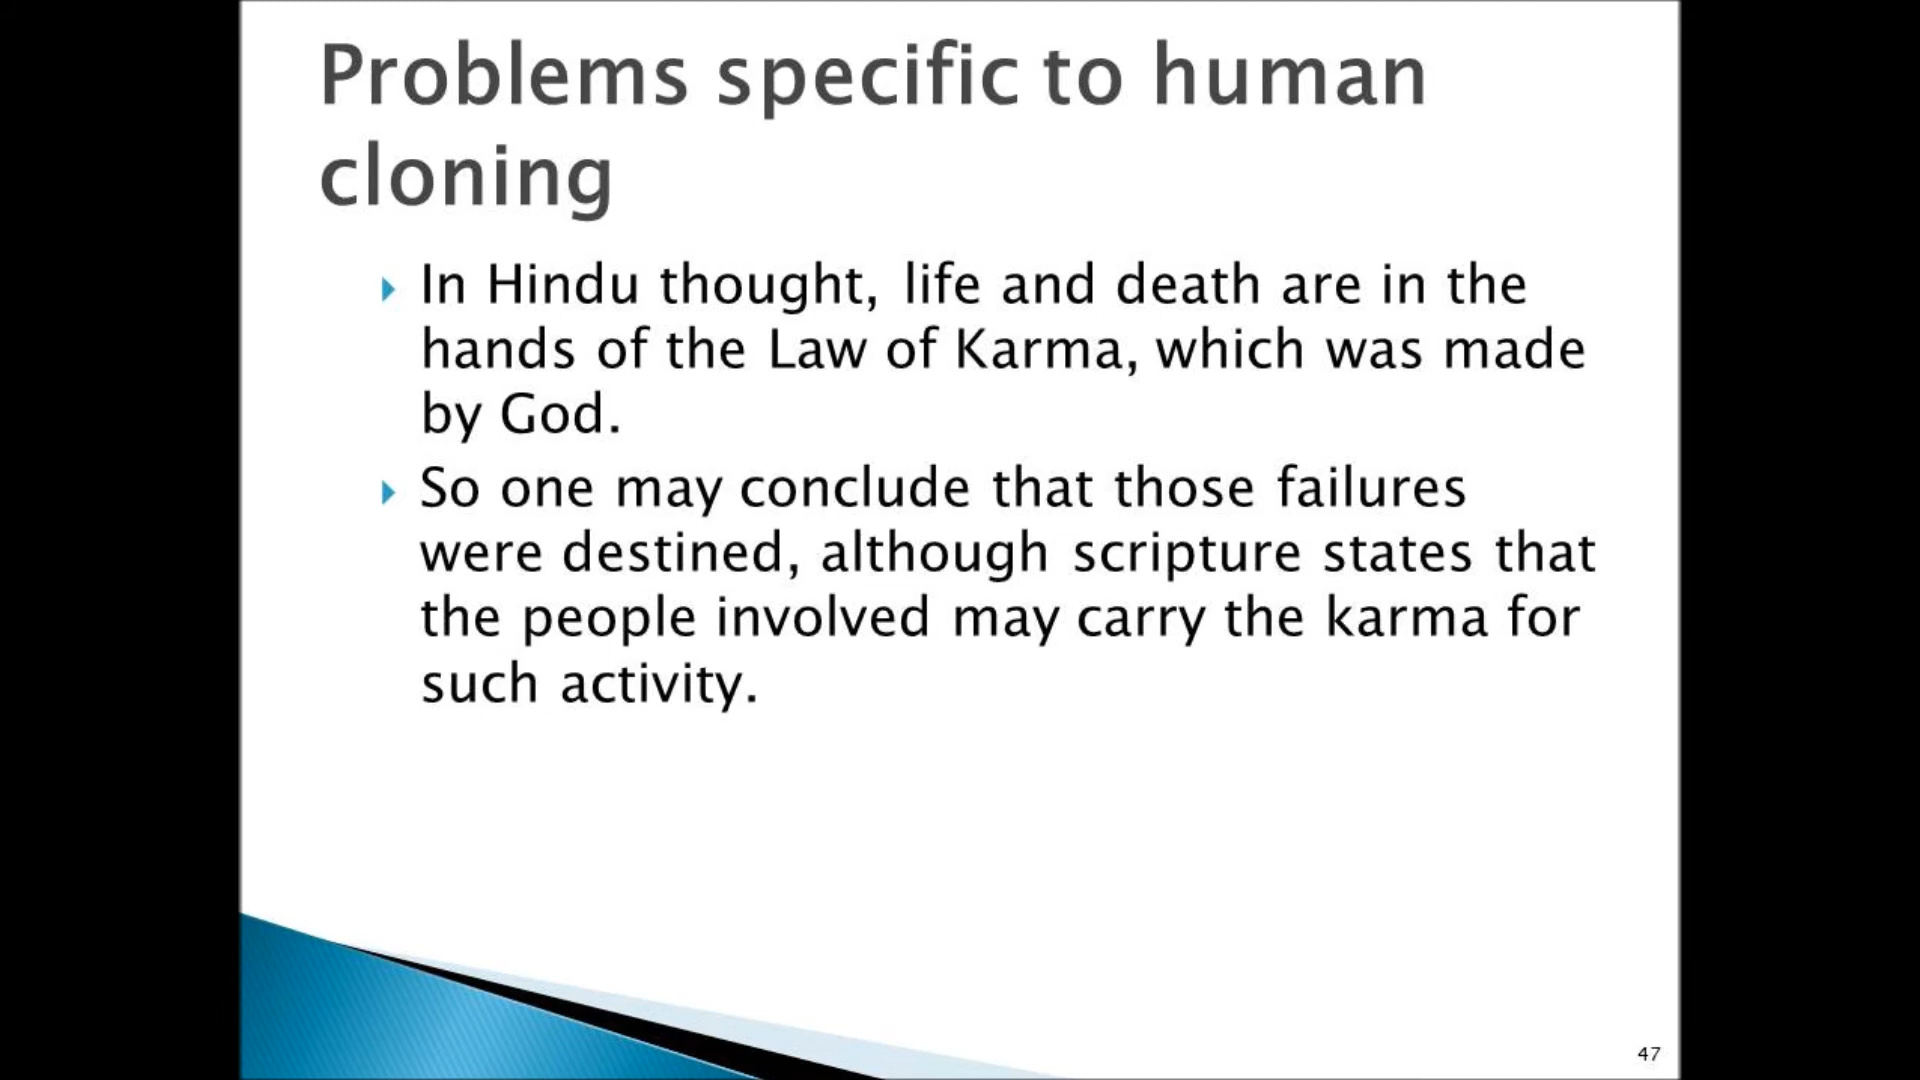 Problems specific to human
cloning
In Hindu thought, life and death are in the
hands of the Law of Karma, which was made
by God.
So one may conclude that those failures
were destined, although scripture states that
the people involved may carry the karma for
such activity.
47